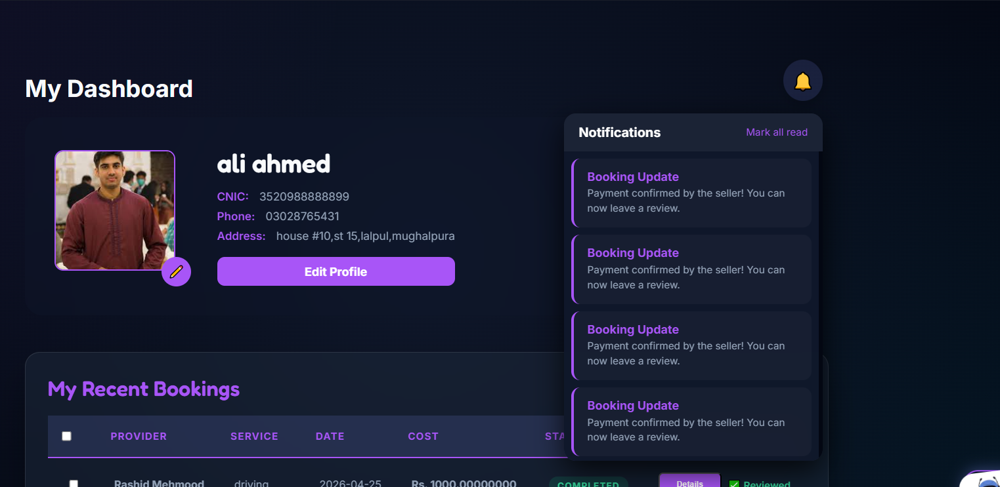 My Dashboard
Notifications
Mark all read
ali ahmed
CNIC: 3520988888899
Phone: 03028765431
Address: house #10,st 15,lalpul,mughalpura
Edit Profile
Booking Update
Payment confirmed by the seller! You can
now leave a review.
Booking Update
Payment confirmed by the seller! You can
now leave a review.
Booking Update
Payment confirmed by the seller! You can
now leave a review.
Booking Update
Payment confirmed by the seller! You can
now leave a review.
My Recent Bookings
PROVIDER SERVICE DATE COST STA
Rashid Mehmood driving 2026-04-25 Rs. 1000.00000000 COMPLETED Details Reviewed